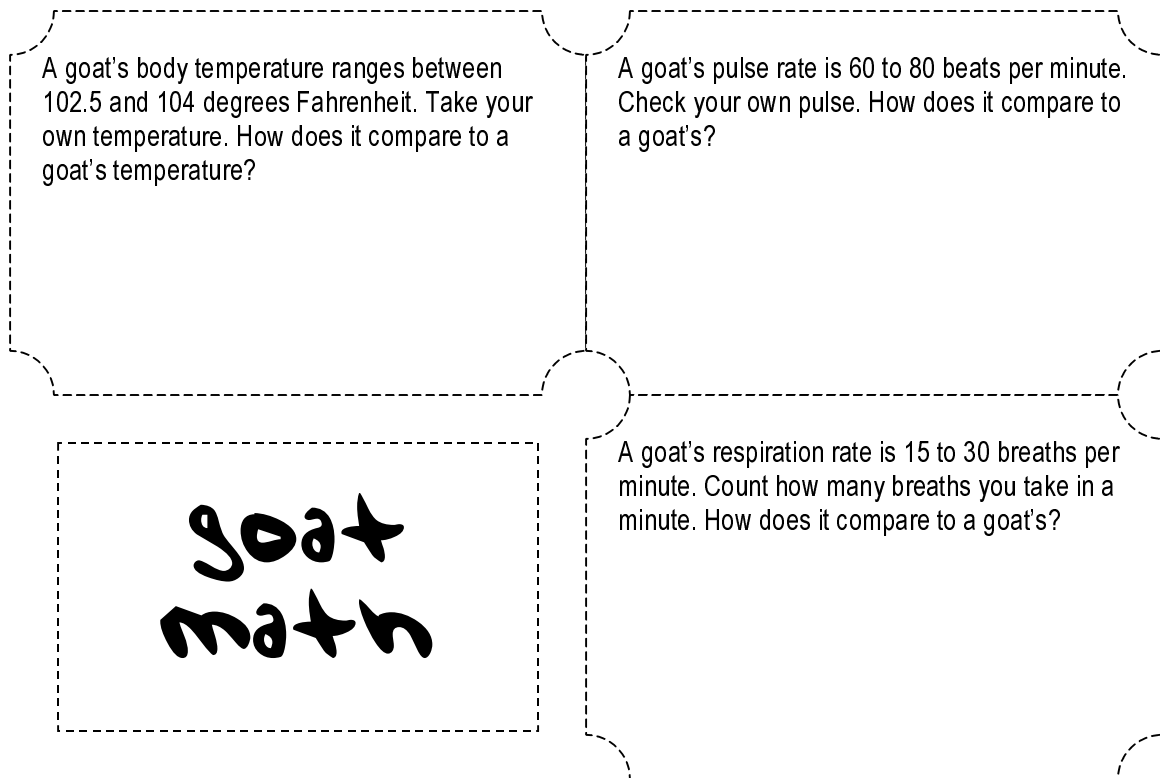 A goat’s body temperature ranges between
102.5 and 104 degrees Fahrenheit. Take your
own temperature. How does it compare to a
goat’s temperature?
A goat’s pulse rate is 60 to 80 beats per minute.
Check your own pulse. How does it compare to
a goat’s?
goat
math
A goat’s respiration rate is 15 to 30 breaths per
minute. Count how many breaths you take in a
minute. How does it compare to a goat’s?